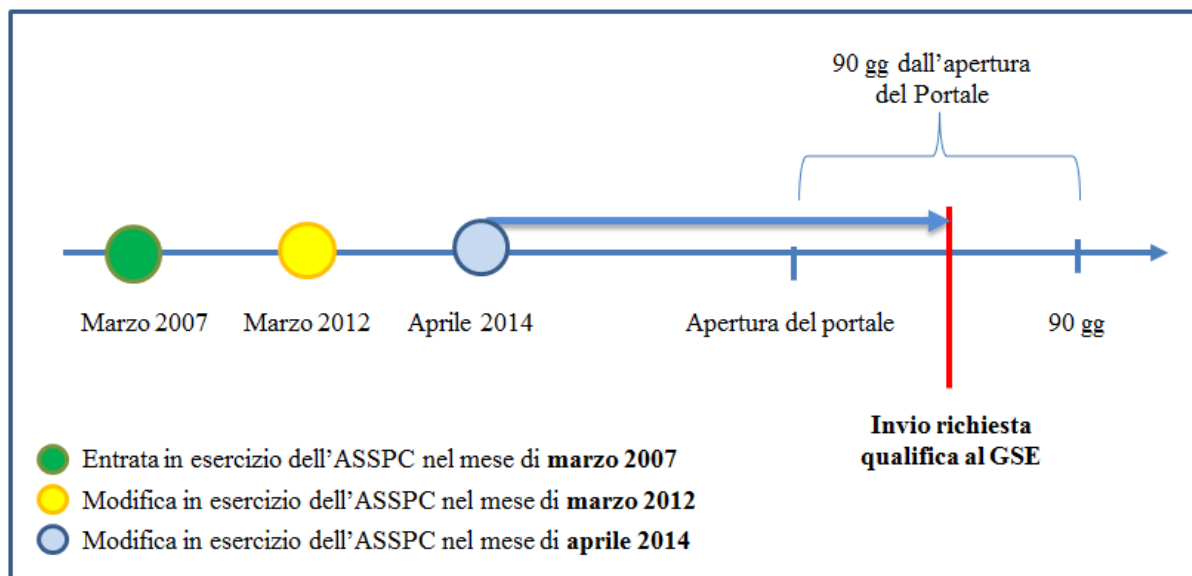 90 gg dall’apertura
del Portale
Marzo 2007
Marzo 2012
Aprile 2014
Apertura del portale
90 gg
Invio richiesta
qualifica al GSE
Entrata in esercizio dell’ASSPC nel mese di marzo 2007
Modifica in esercizio dell’ASSPC nel mese di marzo 2012
Modifica in esercizio dell’ASSPC nel mese di aprile 2014